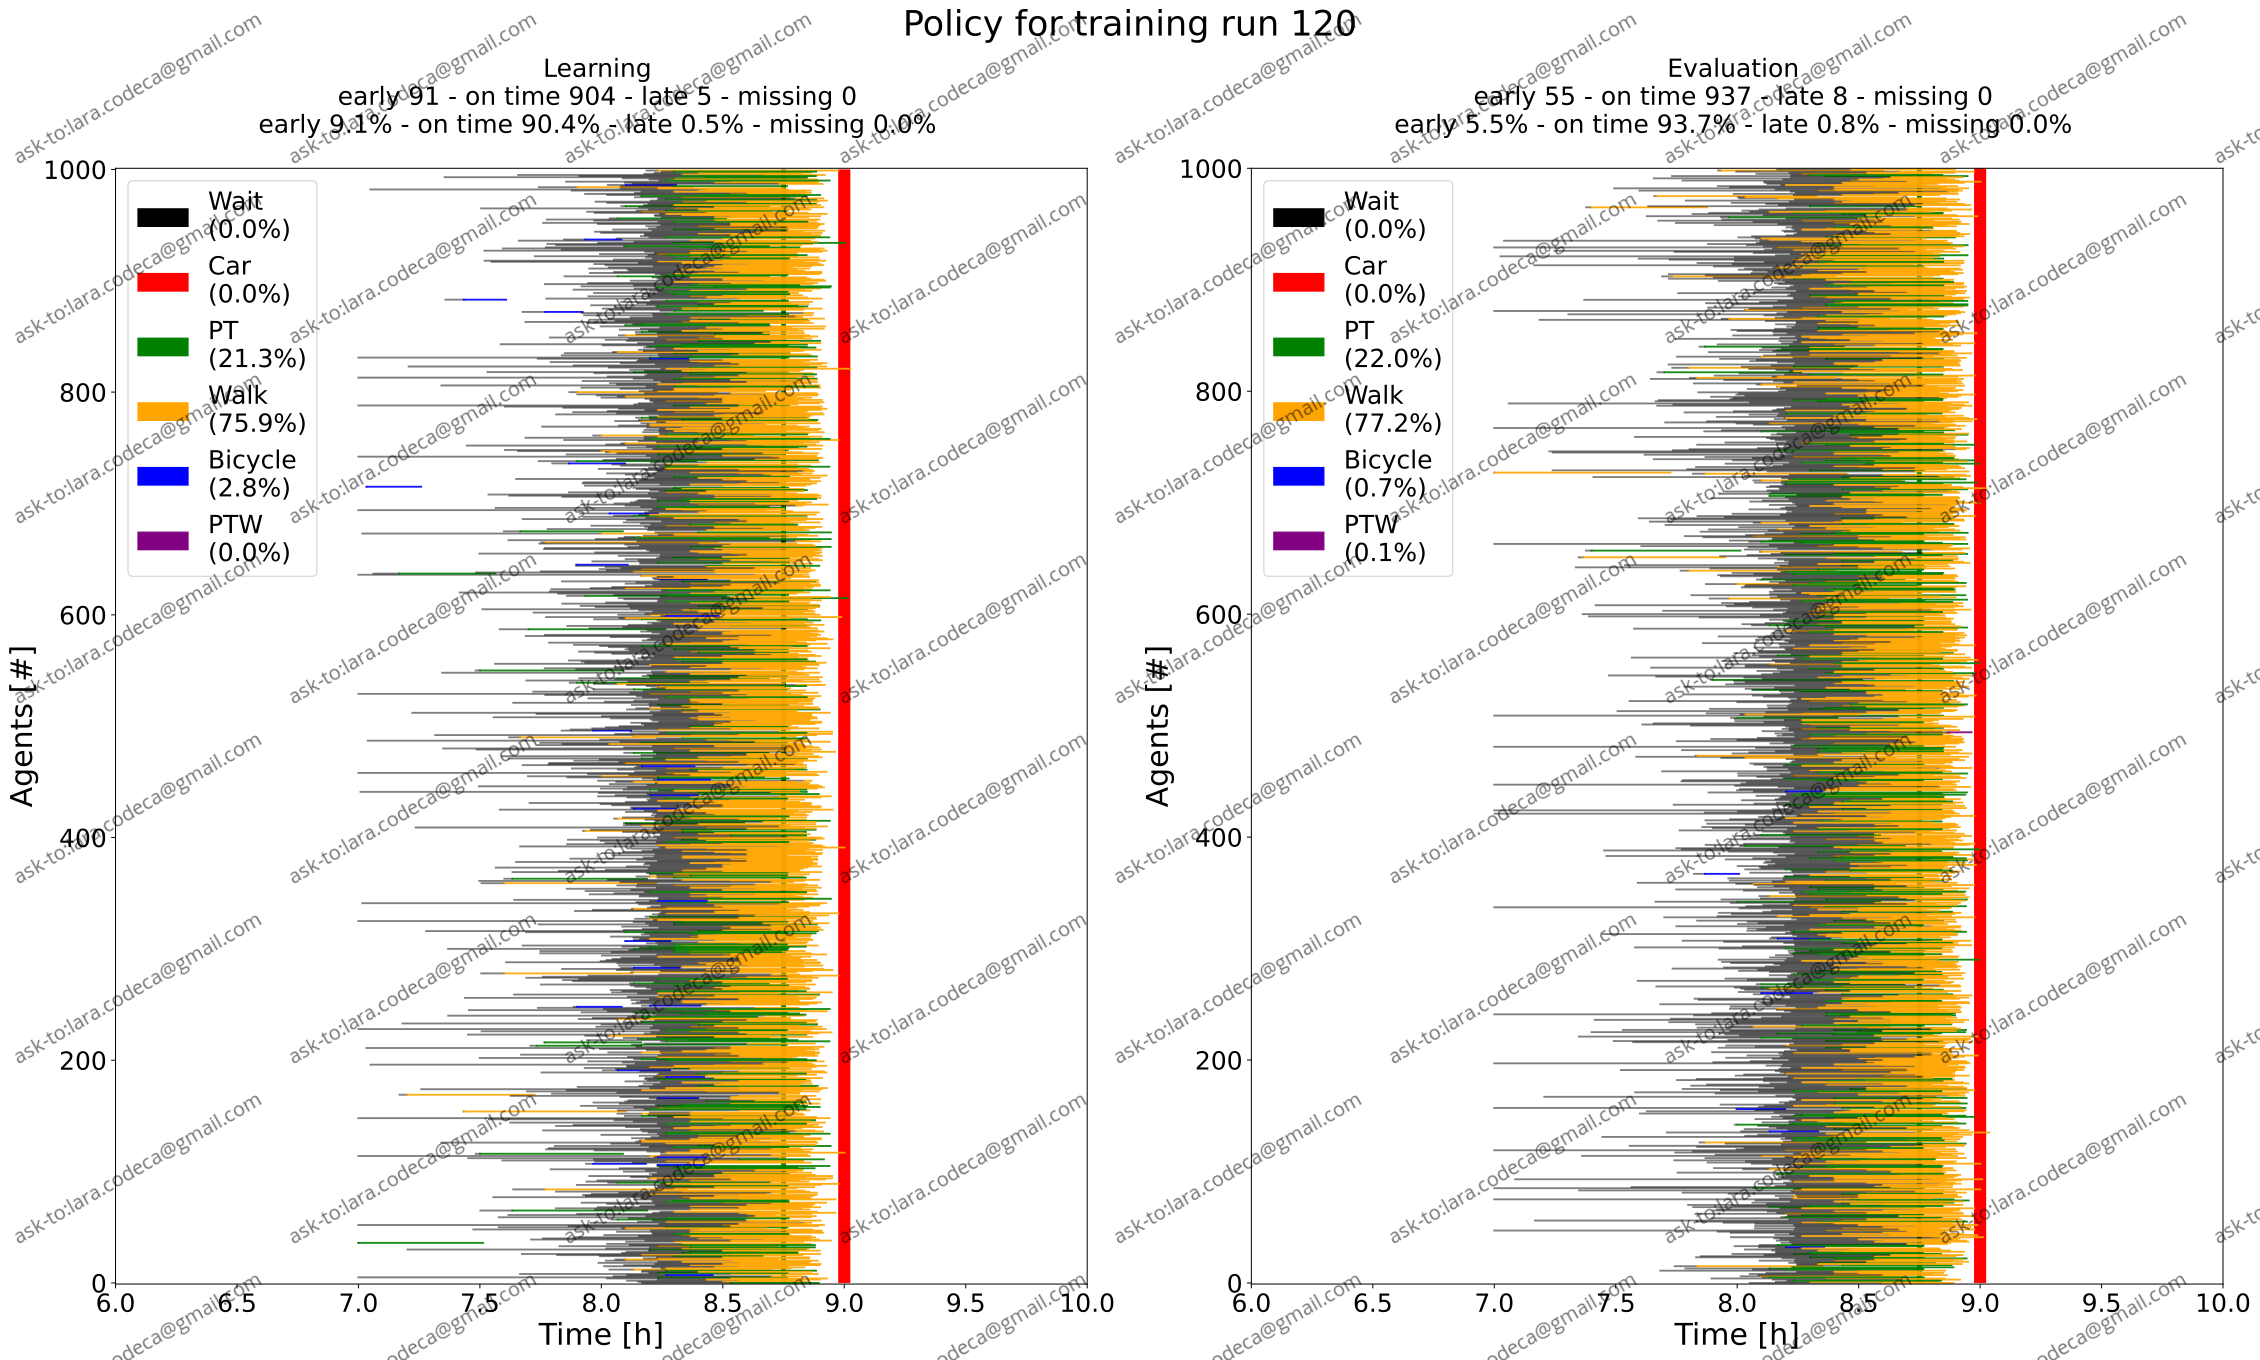 Policy for training run 120
Learning
early 91 - on time 904 - late 5 - missing 0
early 9.1% - on time 90.4% - late 0.5% - missing 0.0%
1000
800
600
400
200
0
Agents [#]
Wait
(0.0%)
Car
(0.0%)
PT
(21.3%)
Walk
(75.9%)
Bicycle
(2.8%)
PTW
(0.0%)
6.0 6.5 7.0 7.5 8.0 8.5 9.0 9.5 10.0
Time [h]
Evaluation
early 55 - on time 937 - late 8 - missing 0
early 5.5% - on time 93.7% - late 0.8% - missing 0.0%
1000
800
600
400
200
0
Agents [#]
Wait
(0.0%)
Car
(0.0%)
PT
(22.0%)
Walk
(77.2%)
Bicycle
(0.7%)
PTW
(0.1%)
6.0 6.5 7.0 7.5 8.0 8.5 9.0 9.5 10.0
Time [h]
ask-to:lara.codeca@gmail.com